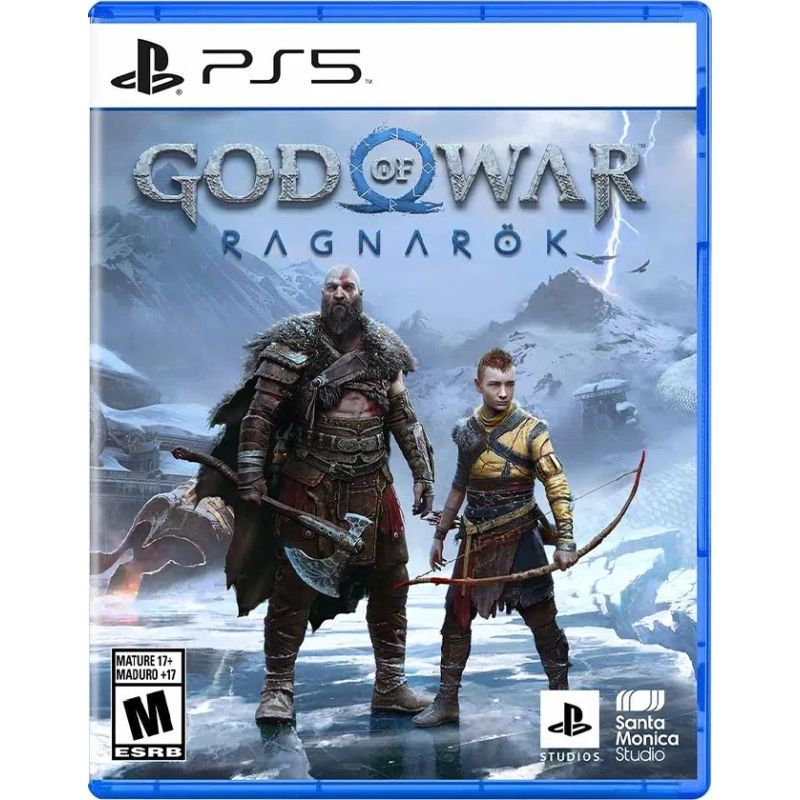 PS5
GOD OF WAR
RAGNARÖK
MATURE 17+
MADURO +17
M
ESRB
STUDIOS
Santa
Monica
Studio